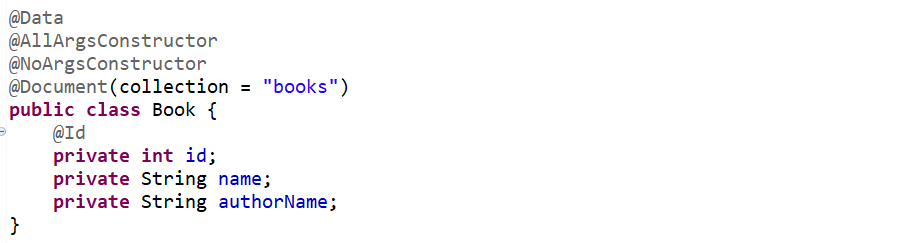 @Data
@AllArgsConstructor
@NoArgsConstructor
@Document(collection = "books")
public class Book {
    @Id
    private int id;
    private String name;
    private String authorName;
}